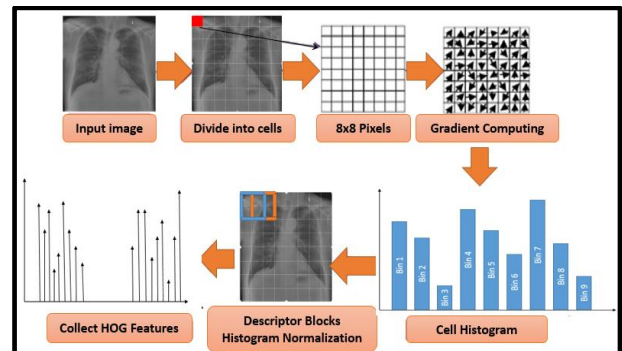 Input image
Divide into cells
8x8 Pixels
Gradient Computing
Bin 1
Bin 2
Bin 3
Bin 4
Bin 5
Bin 6
Bin 7
Bin 8
Bin 9
Cell Histogram
Descriptor Blocks
Histogram Normalization
Collect HOG Features